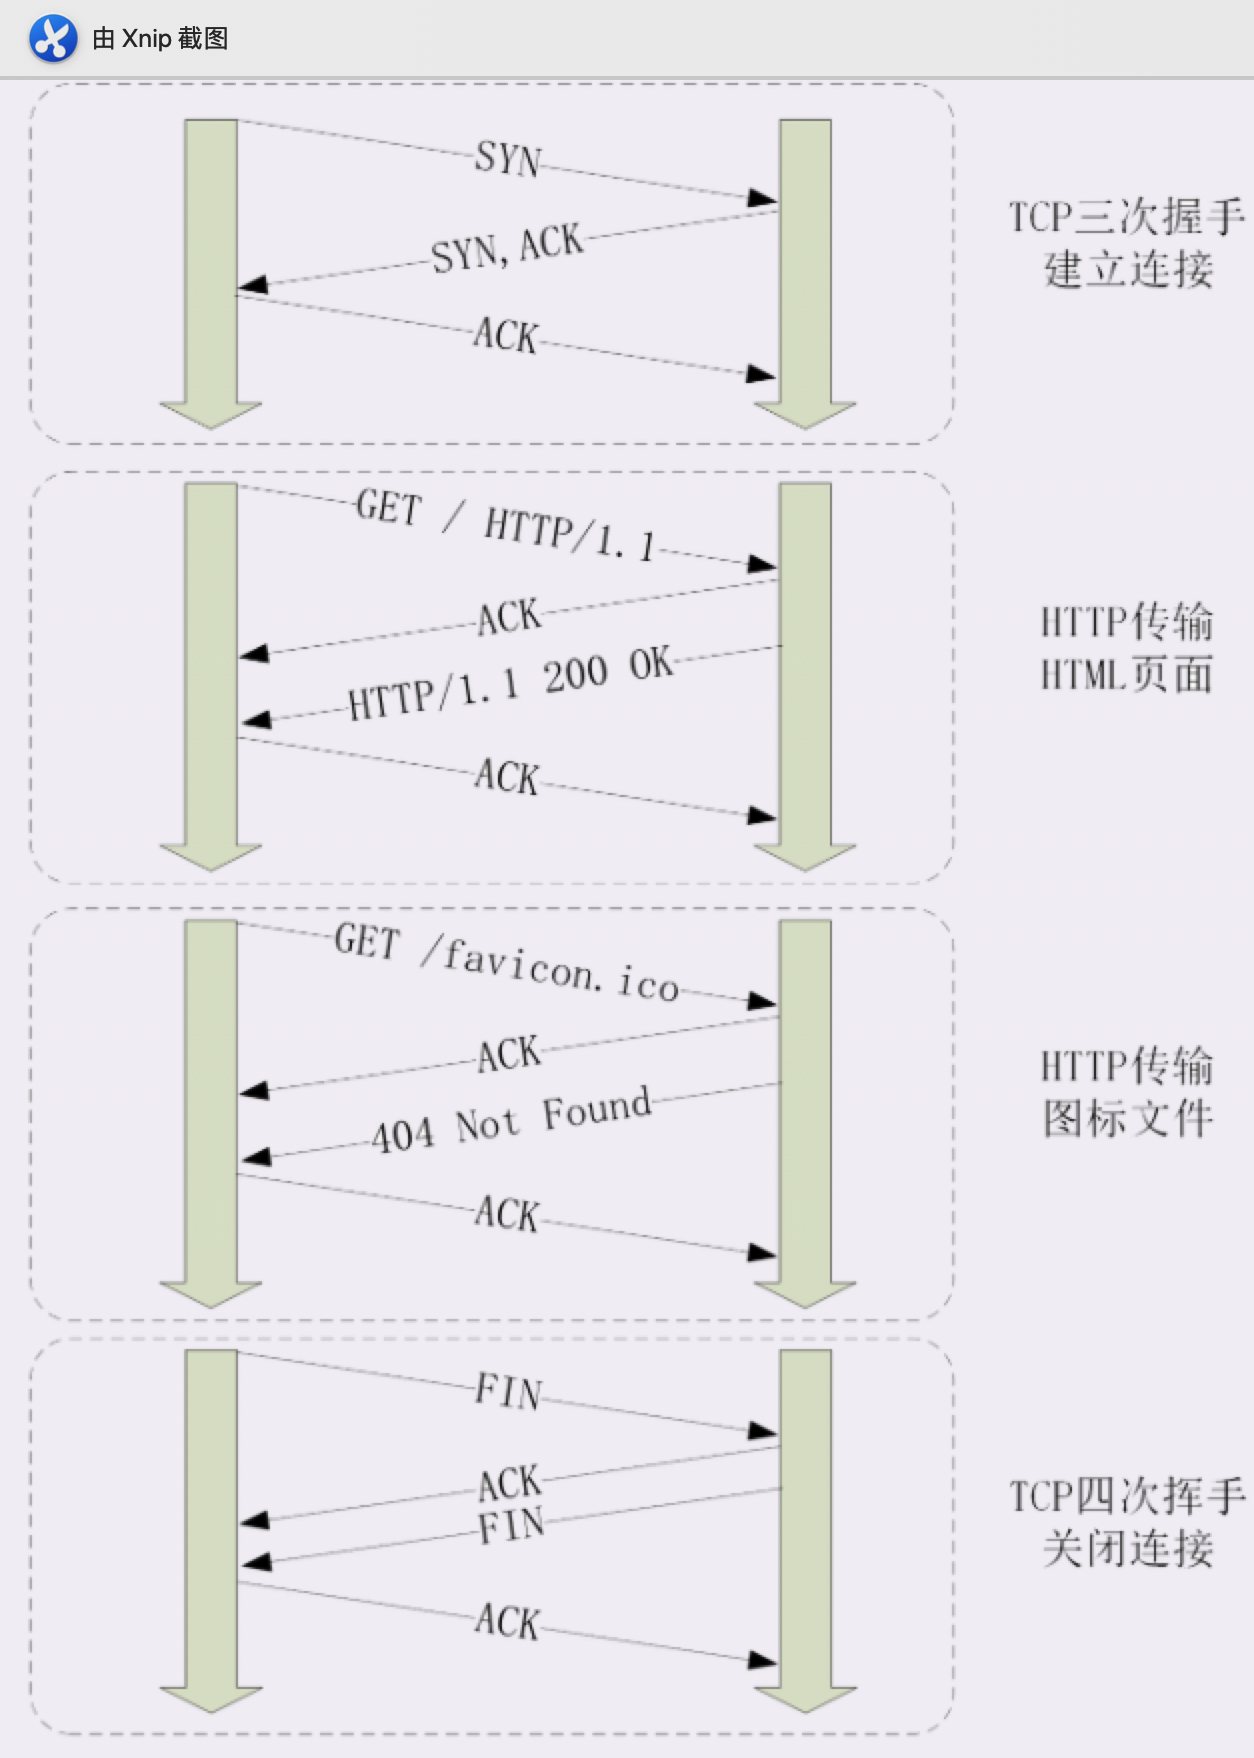 由 Xnip 截图
SYN
SYN, ACK
ACK
TCP三次握手
建立连接
GET / HTTP/1.1
ACK
HTTP/1.1 200 OK
ACK
HTTP传输
HTML页面
GET /favicon.ico
ACK
404 Not Found
ACK
HTTP传输
图标文件
FIN
ACK
FIN
ACK
TCP四次挥手
关闭连接